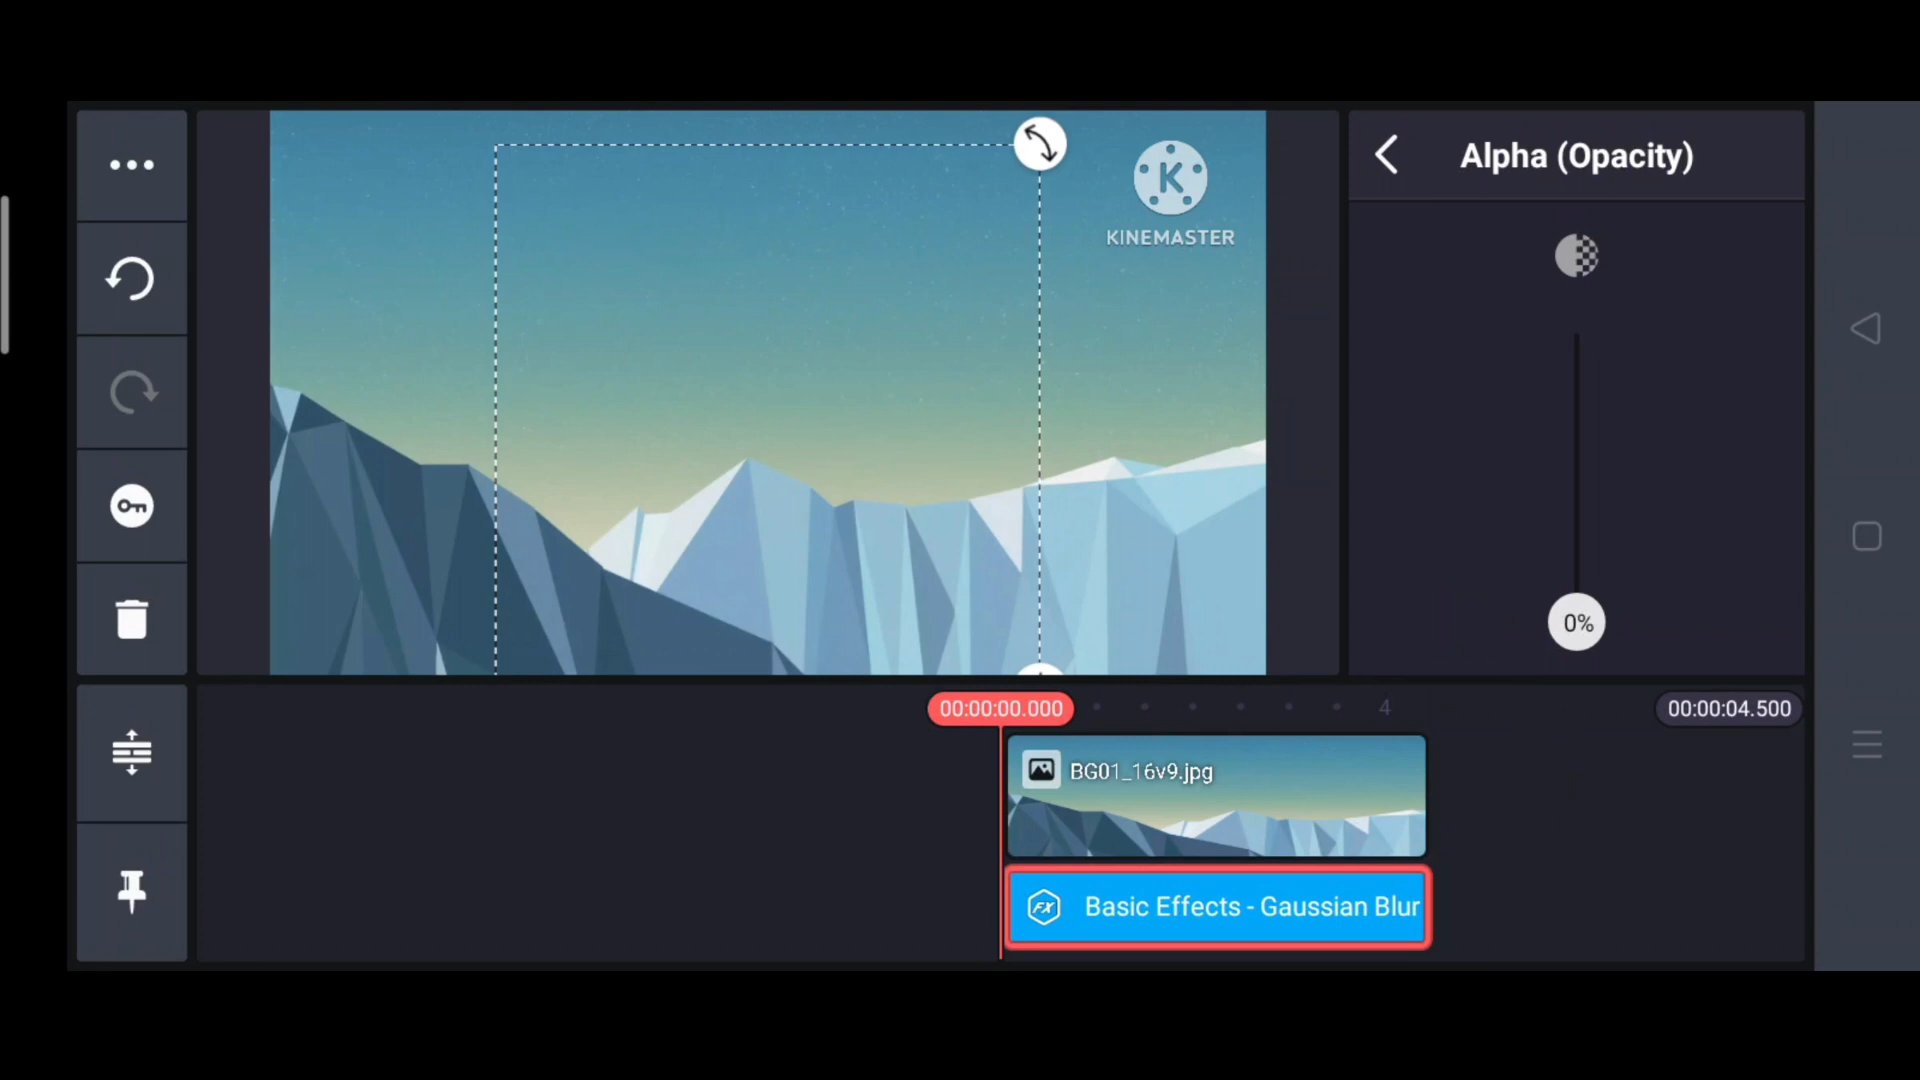 Alpha (Opacity)
K
KINEMASTER
0%
00:00:00.000
4
00:00:04.500
BG01_16v9.jpg
FX
Basic Effects - Gaussian Blur